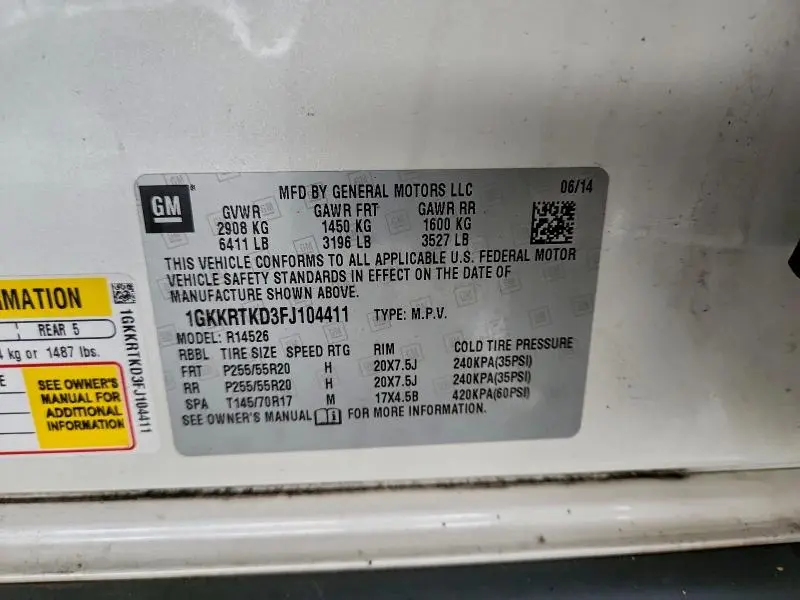 GM
MFD BY GENERAL MOTORS LLC 06/14
GVWR GAWR FRT GAWR RR
2908 KG 1450 KG 1600 KG
6411 LB 3196 LB 3527 LB
THIS VEHICLE CONFORMS TO ALL APPLICABLE U.S. FEDERAL MOTOR
VEHICLE SAFETY STANDARDS IN EFFECT ON THE DATE OF
MANUFACTURE SHOWN ABOVE.
1GKKRTKD3FJ104411 TYPE: M.P.V.
MODEL: R14526
RBBL TIRE SIZE SPEED RTG RIM COLD TIRE PRESSURE
FRT P255/55R20 H 20X7.5J 240KPA(35PSI)
RR P255/55R20 H 20X7.5J 240KPA(35PSI)
SPA T145/70R17 M 17X4.5B 420KPA(60PSI)
SEE OWNER'S MANUAL i FOR MORE INFORMATION.
REAR 5
kg or 1487 lbs.
SEE OWNER'S
MANUAL FOR
ADDITIONAL
INFORMATION
1GKKRTKD3FJ104411